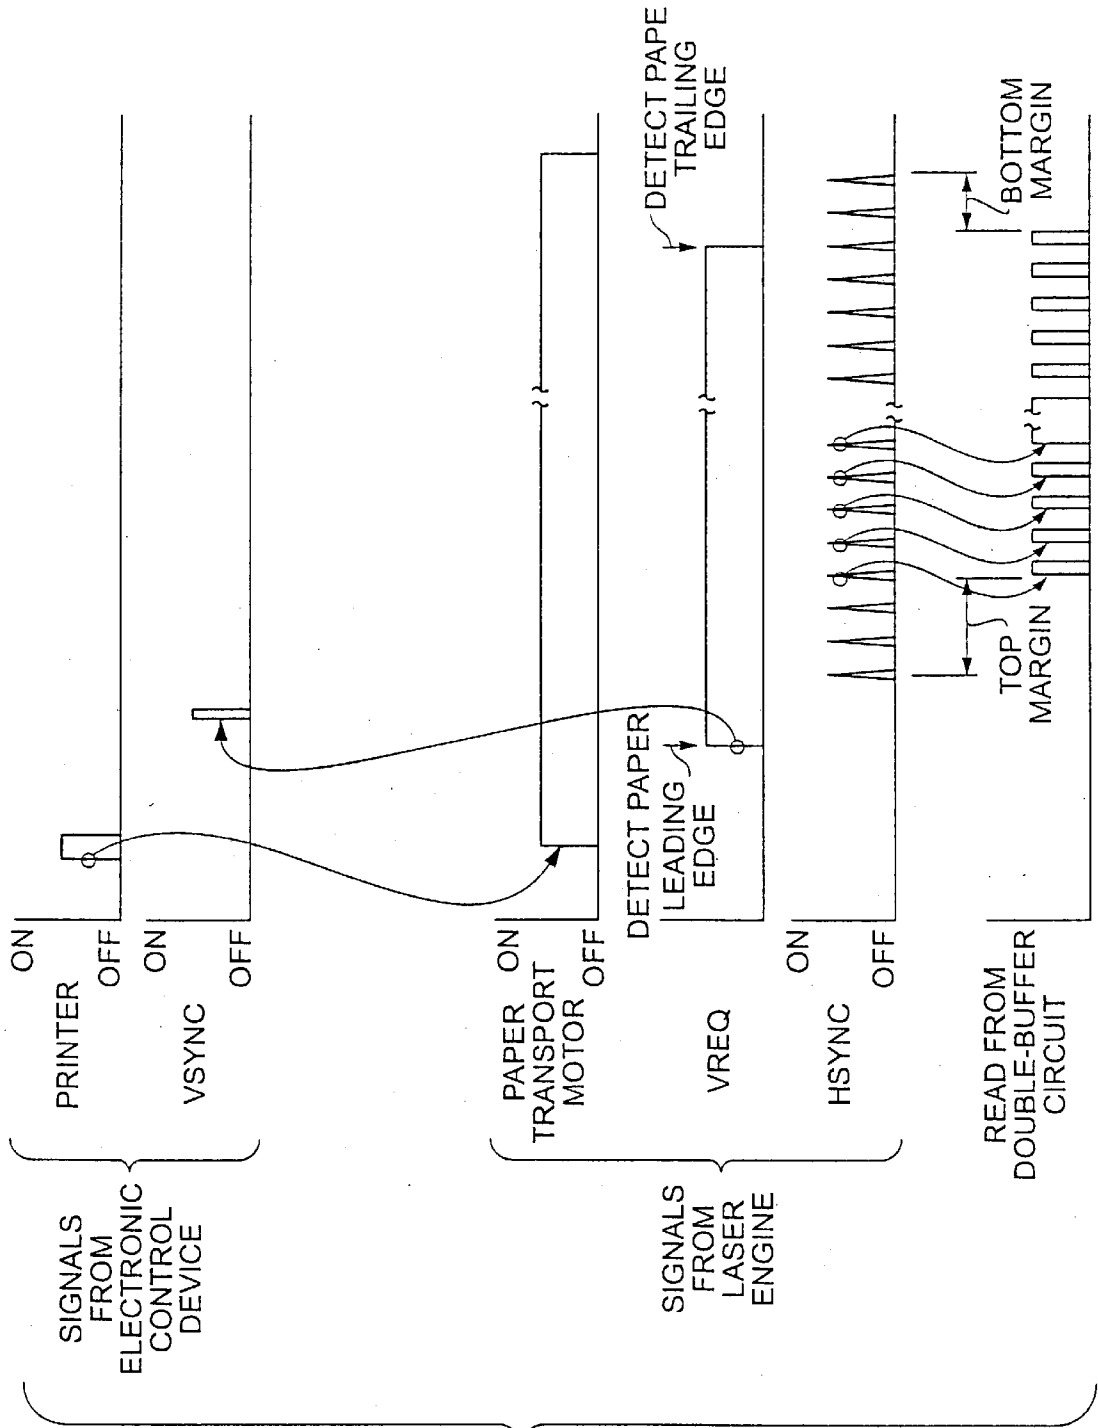 SIGNALS
FROM
ELECTRONIC
CONTROL
DEVICE
PRINTER
ON
OFF
VSYNC
ON
OFF
SIGNALS
FROM
LASER
ENGINE
PAPER
TRANSPORT
MOTOR
ON
OFF
VREQ
DETECT PAPER
LEADING
EDGE
DETECT PAPE
TRAILING
EDGE
HSYNC
ON
OFF
TOP
MARGIN
BOTTOM
MARGIN
READ FROM
DOUBLE-BUFFER
CIRCUIT